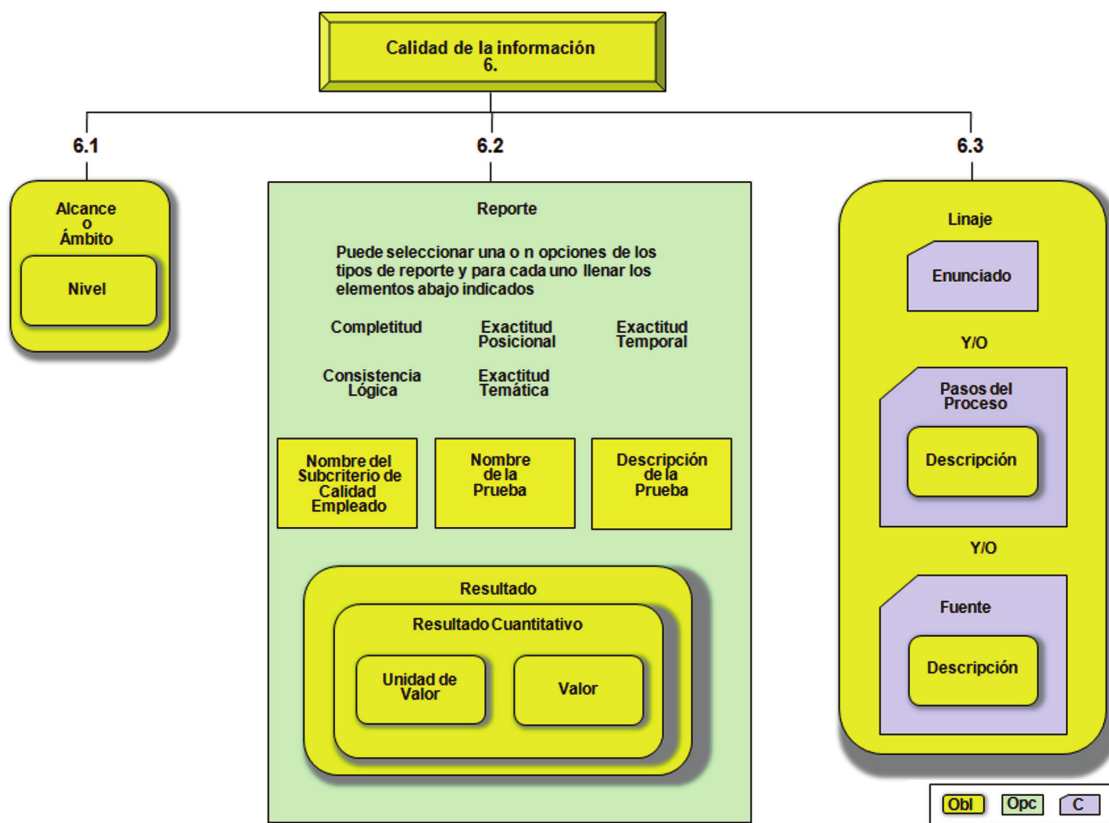 Calidad de la información
6.
6.1
6.2
6.3
Alcance
o
Ámbito
Nivel
Reporte
Puede seleccionar una o n opciones de los
tipos de reporte y para cada uno llenar los
elementos abajo indicados
Completitud
Exactitud
Posicional
Exactitud
Temporal
Consistencia
Lógica
Exactitud
Temática
Nombre del
Subcriterio de
Calidad
Empleado
Nombre
de la
Prueba
Descripción
de la
Prueba
Resultado
Resultado Cuantitativo
Unidad de
Valor
Valor
Linaje
Enunciado
Y/O
Pasos del
Proceso
Descripción
Y/O
Fuente
Descripción
Obl
Opc
C